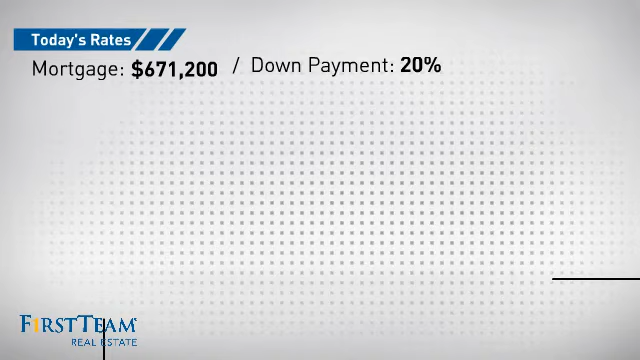 Today's Rates
Mortgage: $671,200 / Down Payment: 20%
FIRSTTEAM
REAL ESTATE